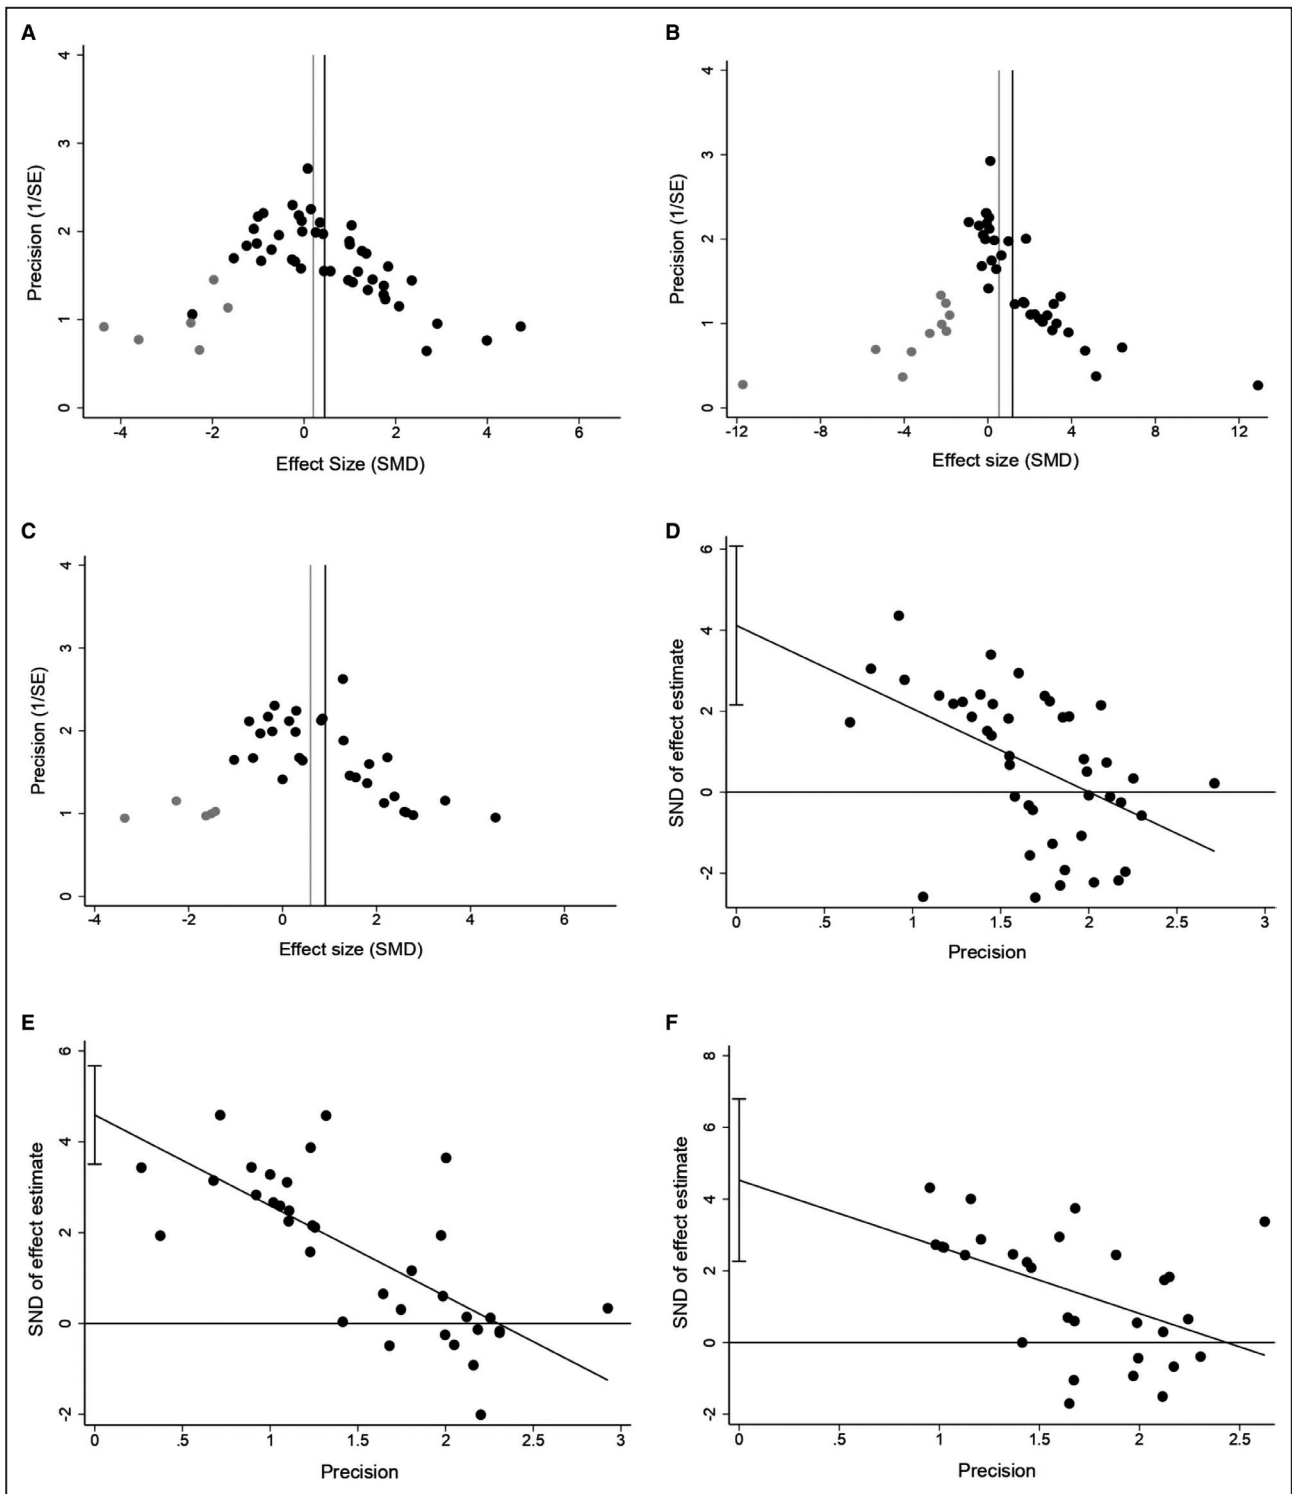 A
4
3
2
1
0
Precision (1/SE)
-4 -2 0 2 4 6
Effect Size (SMD)
B
4
3
2
1
0
Precision (1/SE)
-12 -8 -4 0 4 8 12
Effect size (SMD)
C
4
3
2
1
0
Precision (1/SE)
-4 -2 0 2 4 6
Effect size (SMD)
D
6
4
2
0
-2
SND of effect estimate
0 .5 1 1.5 2 2.5 3
Precision
E
6
4
2
0
-2
SND of effect estimate
0 .5 1 1.5 2 2.5 3
Precision
F
8
6
4
2
0
-2
SND of effect estimate
0 .5 1 1.5 2 2.5
Precision